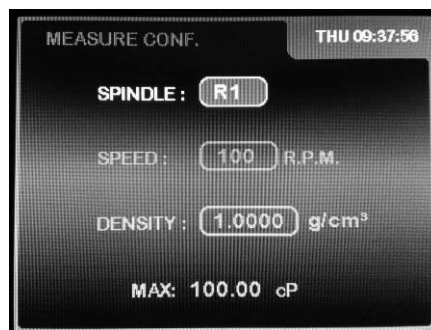 MEASURE CONF. THU 09:37:56
SPINDLE : R1
SPEED : 100 R.P.M.
DENSITY : 1.0000 g/cm³
MAX: 100.00 cP